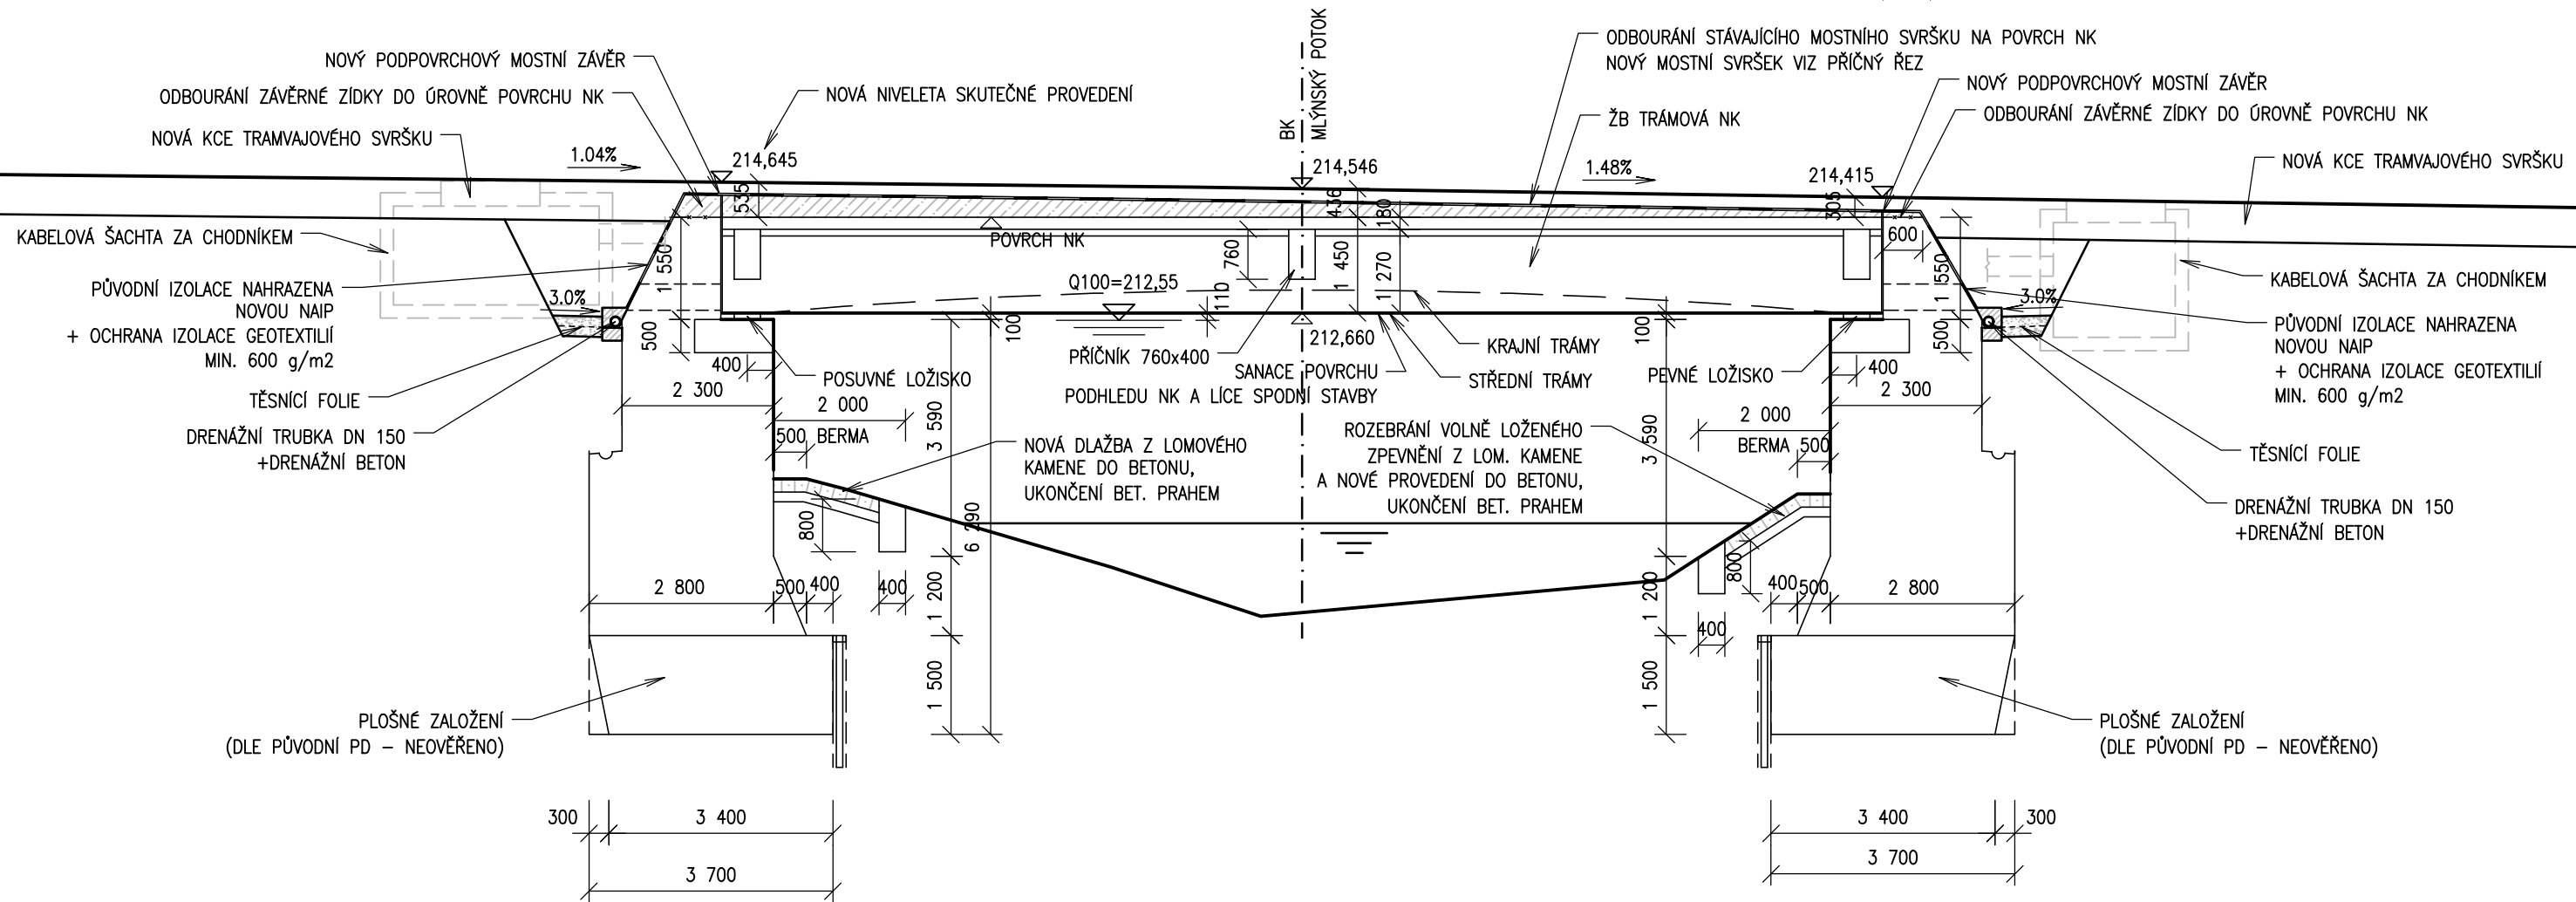 NOVÝ PODPOVRCHOVÝ MOSTNÍ ZÁVĚR
ODBOURÁNÍ ZÁVĚRNÉ ZÍDKY DO ÚROVNĚ POVRCHU NK
NOVÁ KCE TRAMVAJOVÉHO SVRŠKU
NOVÁ NIVELETA SKUTEČNÉ PROVEDENÍ
BK
MLÝNSKÝ POTOK
ODBOURÁNÍ STÁVAJÍCÍHO MOSTNÍHO SVRŠKU NA POVRCH NK
NOVÝ MOSTNÍ SVRŠEK VIZ PŘÍČNÝ ŘEZ
ŽB TRÁMOVÁ NK
NOVÝ PODPOVRCHOVÝ MOSTNÍ ZÁVĚR
ODBOURÁNÍ ZÁVĚRNÉ ZÍDKY DO ÚROVNĚ POVRCHU NK
NOVÁ KCE TRAMVAJOVÉHO SVRŠKU
1.04%
214,645
214,546
1.48%
214,415
535
436
180
305
KABELOVÁ ŠACHTA ZA CHODNÍKEM
POVRCH NK
600
1 550
760
1 450
1 270
1 550
KABELOVÁ ŠACHTA ZA CHODNÍKEM
Q100=212,55
110
PŮVODNÍ IZOLACE NAHRAZENA
NOVOU NAIP
+ OCHRANA IZOLACE GEOTEXTILIÍ
MIN. 600 g/m2
3.0%
3.0%
PŮVODNÍ IZOLACE NAHRAZENA
NOVOU NAIP
+ OCHRANA IZOLACE GEOTEXTILIÍ
MIN. 600 g/m2
500
100
212,660
100
500
PŘÍČNÍK 760x400
KRAJNÍ TRÁMY
SANACE POVRCHU
PODHLEDU NK A LÍCE SPODNÍ STAVBY
STŘEDNÍ TRÁMY
400
POSUVNÉ LOŽISKO
PEVNÉ LOŽISKO
400
TĚSNÍCÍ FOLIE
2 300
2 000
2 000
2 300
DRENÁŽNÍ TRUBKA DN 150
+DRENÁŽNÍ BETON
500 BERMA
3 590
NOVÁ DLAŽBA Z LOMOVÉHO
KAMENE DO BETONU,
UKONČENÍ BET. PRAHEM
ROZEBRÁNÍ VOLNĚ LOŽENÉHO
ZPEVNĚNÍ Z LOM. KAMENE
A NOVÉ PROVEDENÍ DO BETONU,
UKONČENÍ BET. PRAHEM
3 590
BERMA 500
TĚSNÍCÍ FOLIE
DRENÁŽNÍ TRUBKA DN 150
+DRENÁŽNÍ BETON
800
6 290
800
2 800
500
400
400
1 200
1 200
400
500
2 800
400
1 500
1 500
PLOŠNÉ ZALOŽENÍ
(DLE PŮVODNÍ PD – NEOVĚŘENO)
PLOŠNÉ ZALOŽENÍ
(DLE PŮVODNÍ PD – NEOVĚŘENO)
300
3 400
3 400
300
3 700
3 700